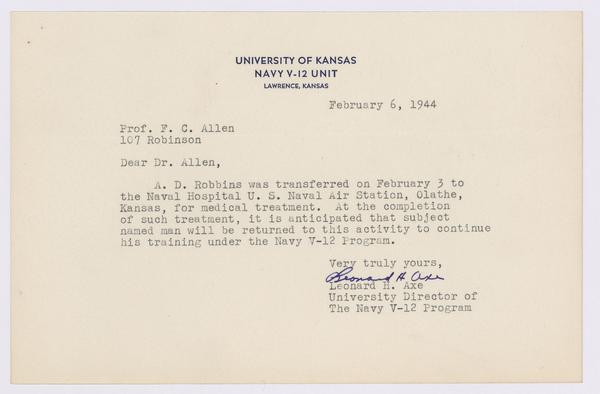 UNIVERSITY OF KANSAS
NAVY V-12 UNIT
LAWRENCE, KANSAS
February 6, 1944
Prof. F. C. Allen
107 Robinson
Dear Dr. Allen,
A. D. Robbins was transferred on February 3 to
the Naval Hospital U. S. Naval Air Station, Olathe,
Kansas, for medical treatment. At the completion
of such treatment, it is anticipated that subject
named man will be returned to this activity to continue
his training under the Navy V-12 Program.
Very truly yours,
Leonard H. Axe
Leonard H. Axe
University Director of
The Navy V-12 Program